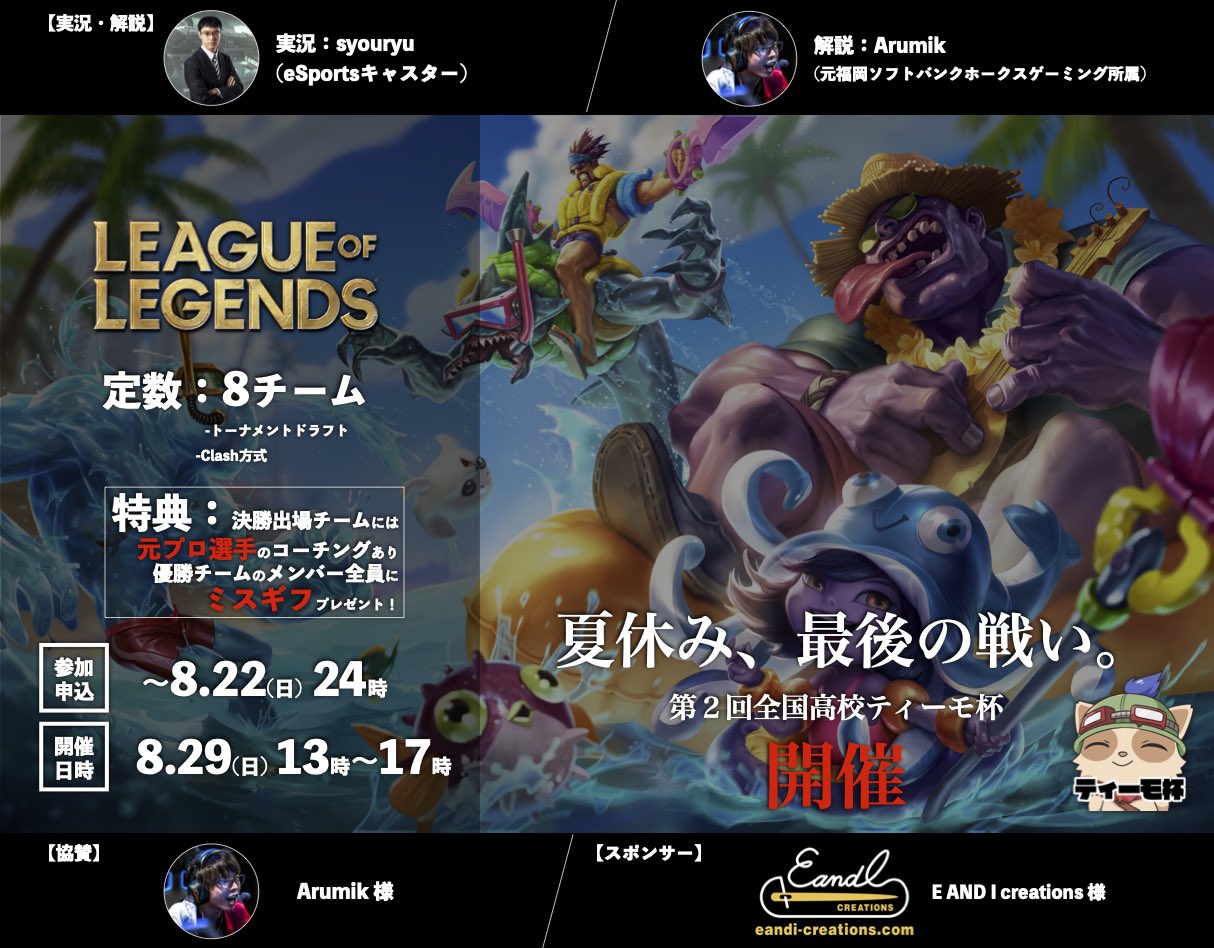 【実況・解説】
実況：syouryu
（eSportsキャスター）
解説：Arumik
（元福岡ソフトバンクホークスゲーミング所属）
LEAGUE OF
LEGENDS
定数：8チーム
-トーナメントドラフト
-Clash方式
特典：決勝出場チームには
元プロ選手のコーチングあり
優勝チームのメンバー全員に
ミスギフプレゼント！
参加
申込
～8.22（日）24時
開催
日時
8.29（日）13時～17時
夏休み、最後の戦い。
第２回全国高校ティーモ杯
開催
ティーモ杯
【協賛】
Arumik 様
【スポンサー】
EandI
CREATIONS
eandi-creations.com
E AND I creations 様